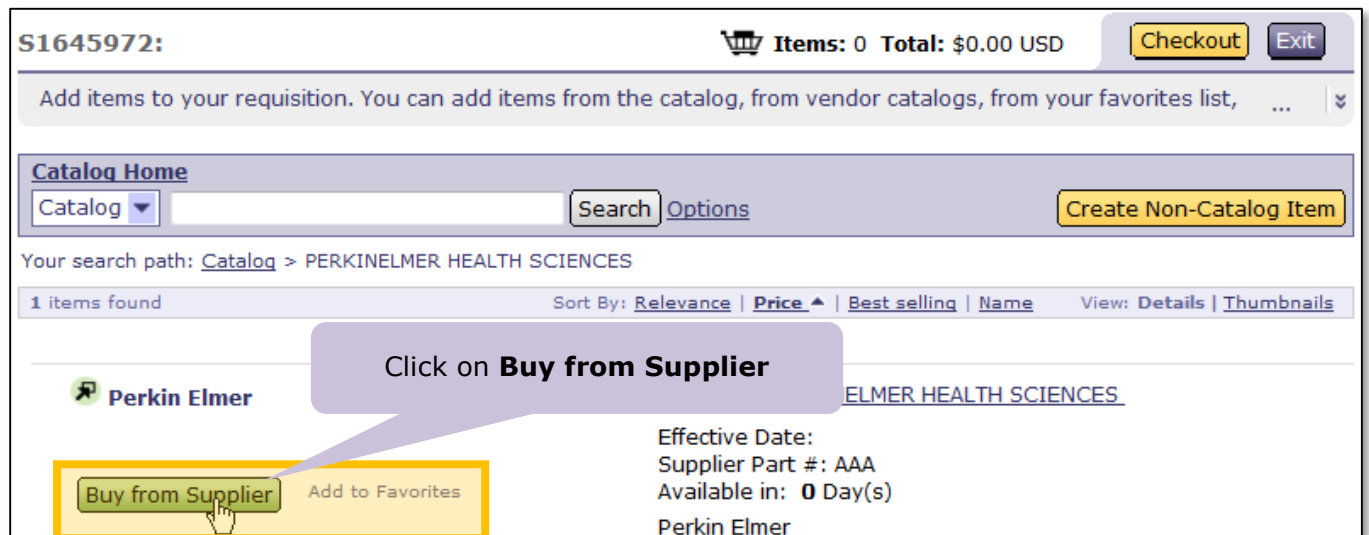 S1645972: Items: 0 Total: $0.00 USD Checkout Exit
Add items to your requisition. You can add items from the catalog, from vendor catalogs, from your favorites list, ...
Catalog Home
Catalog Search Options Create Non-Catalog Item
Your search path: Catalog > PERKINELMER HEALTH SCIENCES
1 items found Sort By: Relevance | Price | Best selling | Name View: Details | Thumbnails
Click on Buy from Supplier
Perkin Elmer ELMER HEALTH SCIENCES
Effective Date:
Supplier Part #: AAA
Buy from Supplier Add to Favorites Available in: 0 Day(s)
Perkin Elmer